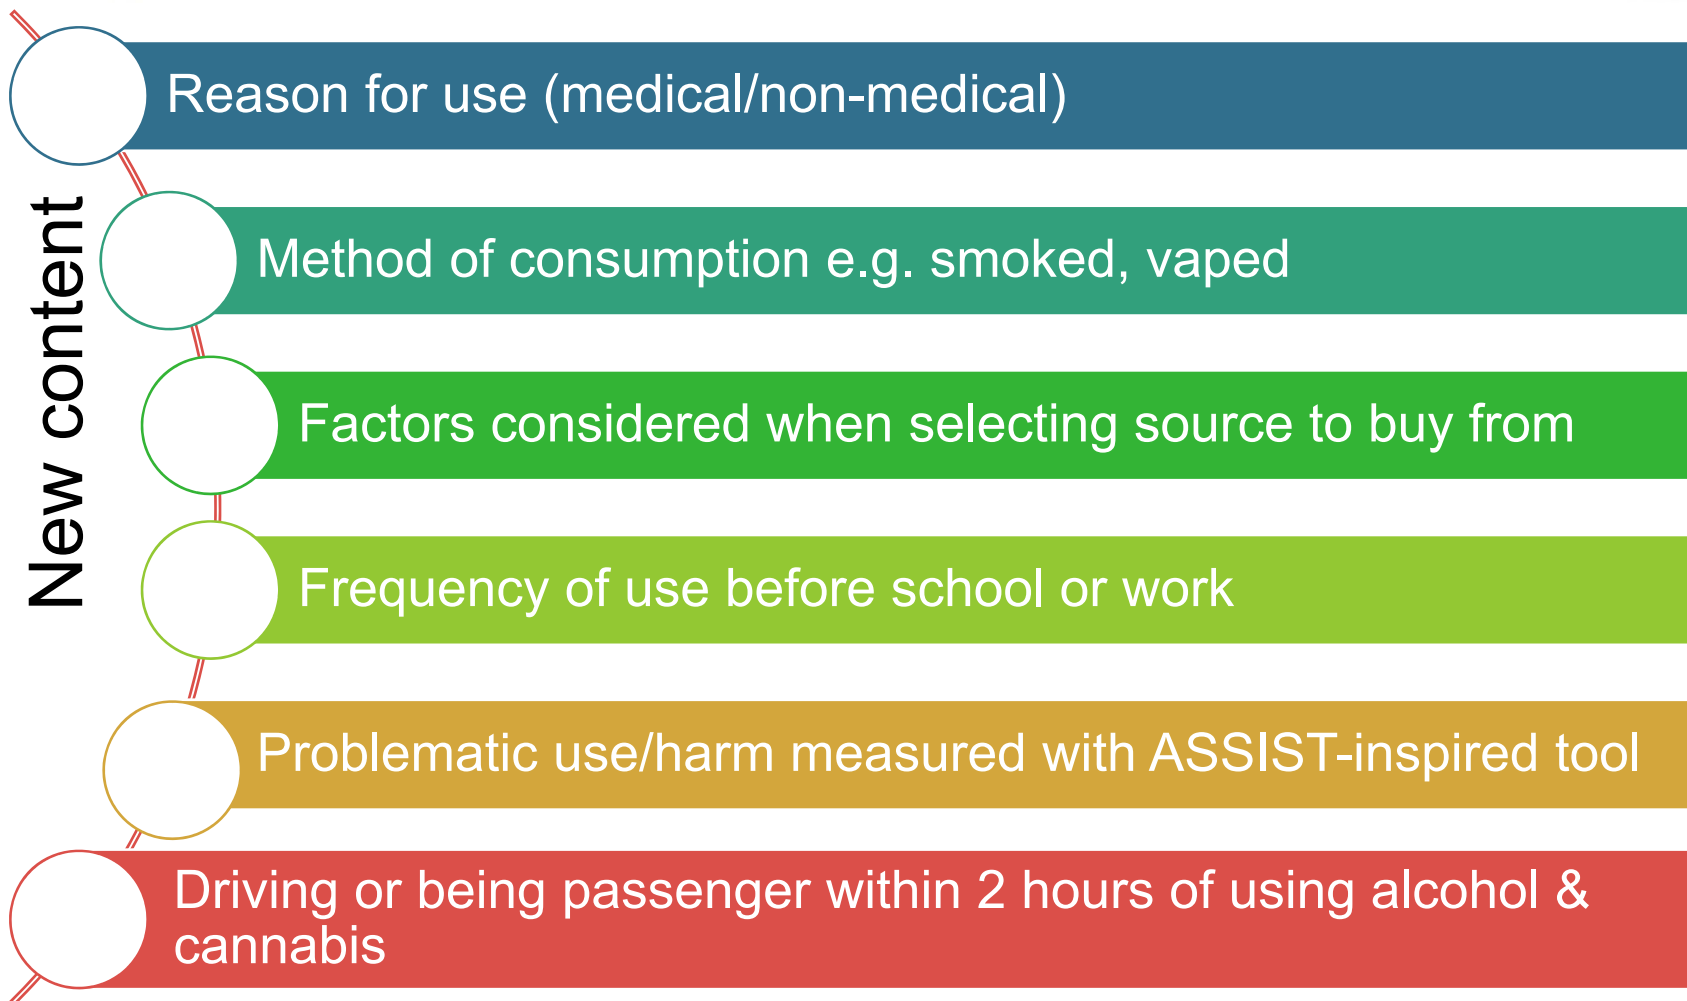 New content
Reason for use (medical/non-medical)
Method of consumption e.g. smoked, vaped
Factors considered when selecting source to buy from
Frequency of use before school or work
Problematic use/harm measured with ASSIST-inspired tool
Driving or being passenger within 2 hours of using alcohol &
cannabis